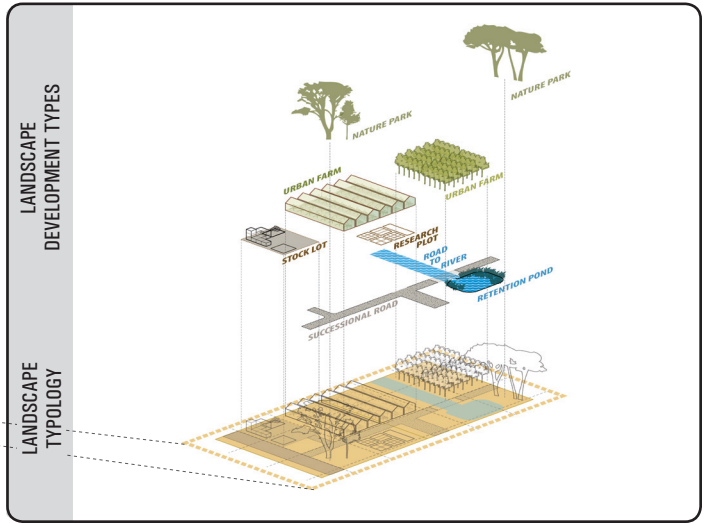 LANDSCAPE
DEVELOPMENT TYPES
NATURE PARK
NATURE PARK
URBAN FARM
URBAN FARM
STOCK LOT
RESEARCH
PLOT
ROAD
TO
RIVER
RETENTION POND
SUCCESSIONAL ROAD
LANDSCAPE
TYPOLOGY